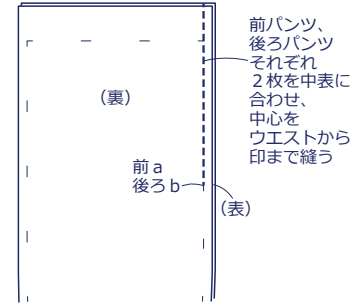 前パンツ、
後ろパンツ
それぞれ
２枚を中表に
合わせ、
中心を
ウエストから
印まで縫う
（裏）
前ａ
後ろｂ
（表）